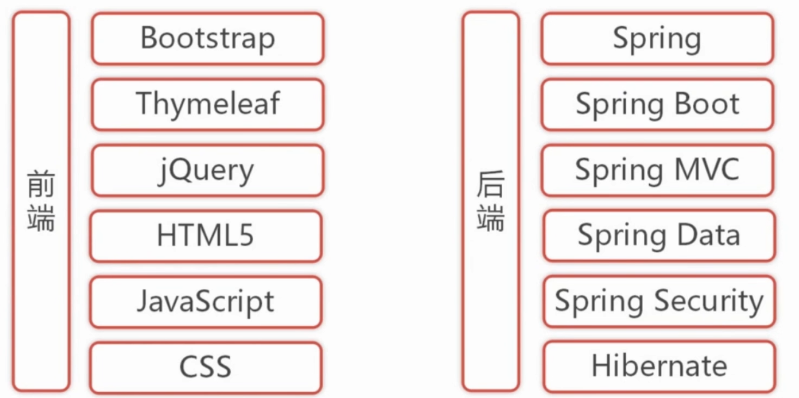 前端
Bootstrap
Thymeleaf
jQuery
HTML5
JavaScript
CSS
后端
Spring
Spring Boot
Spring MVC
Spring Data
Spring Security
Hibernate